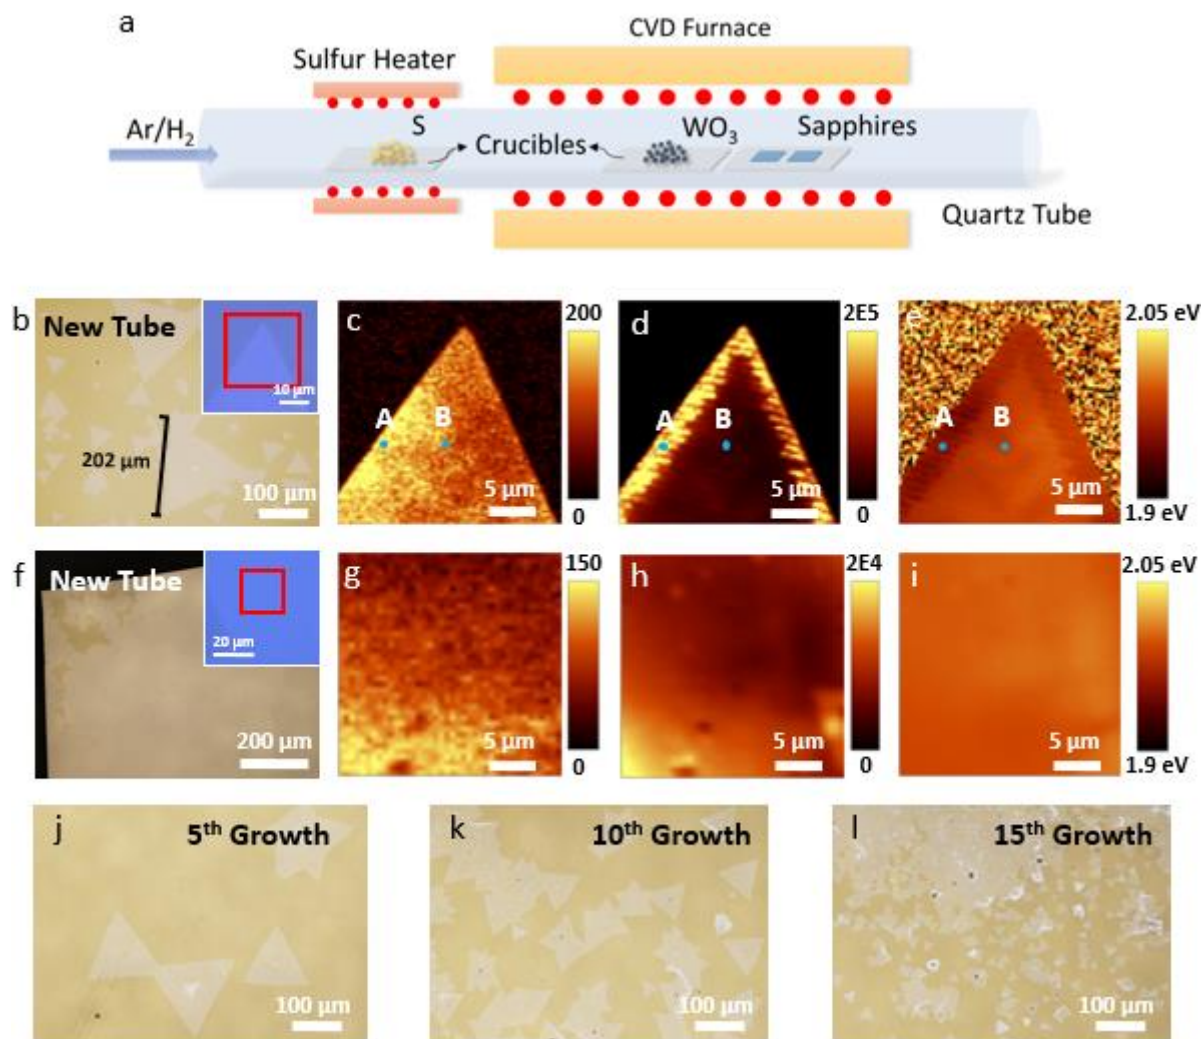 a
CVD Furnace
Sulfur Heater
Ar/H₂
S
Crucibles
WO₃
Sapphires
Quartz Tube
b
New Tube
10 μm
202 μm
100 μm
c
A
B
5 μm
200
0
d
A
B
5 μm
2E5
0
e
A
B
5 μm
2.05 eV
1.9 eV
f
New Tube
20 μm
200 μm
g
5 μm
150
0
h
5 μm
2E4
0
i
5 μm
2.05 eV
1.9 eV
j
5th Growth
100 μm
k
10th Growth
100 μm
l
15th Growth
100 μm